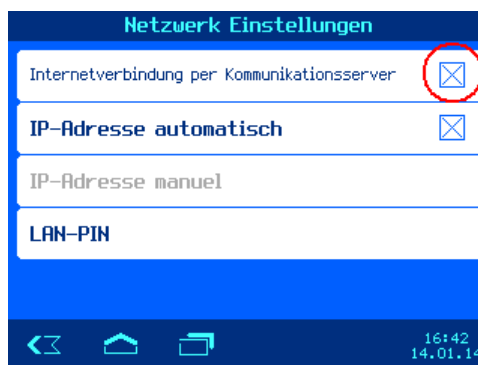 Netzwerk Einstellungen
Internetverbindung per Kommunikationsserver
IP-Adresse automatisch
IP-Adresse manuel
LAN-PIN
16:42
14.01.14